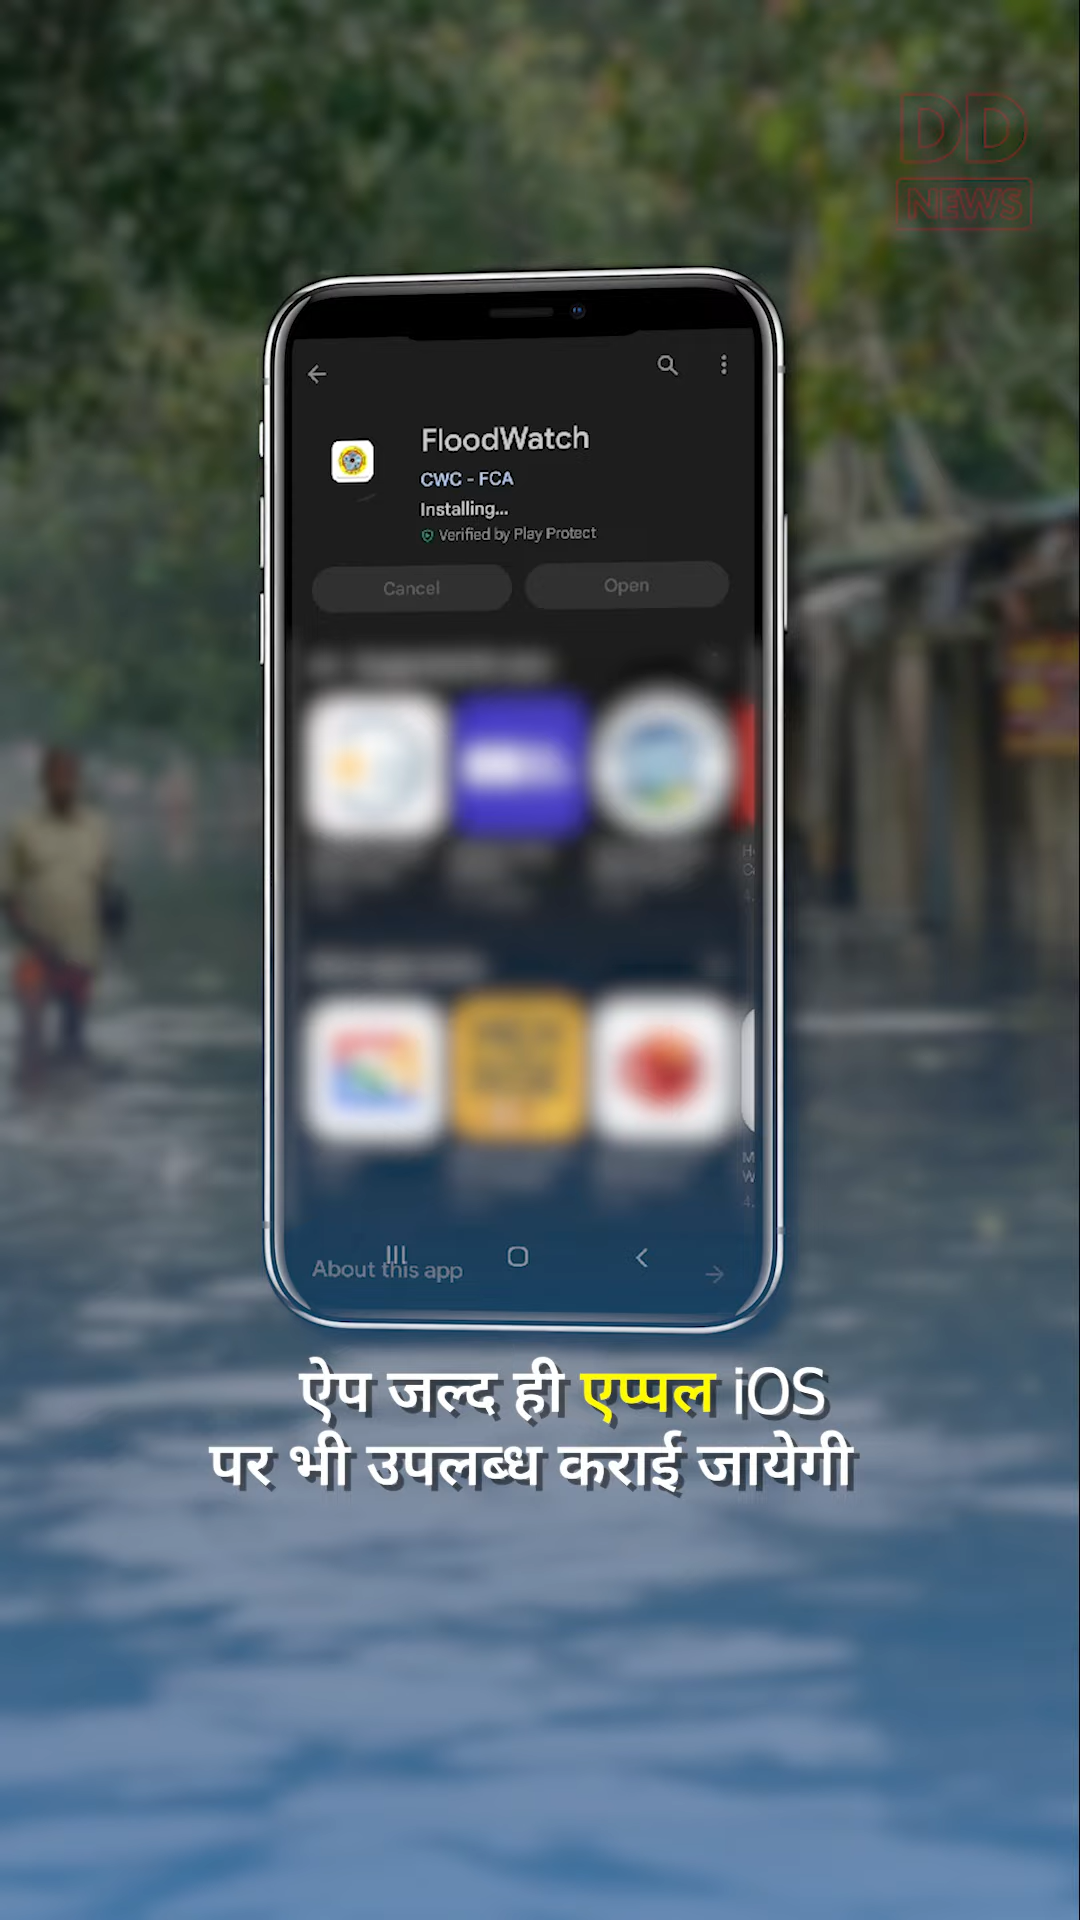 DD
NEWS
FloodWatch
CWC - FCA
Installing...
Verified by Play Protect
Cancel
Open
About this app
ऐप जल्द ही एप्पल iOS
पर भी उपलब्ध कराई जायेगी